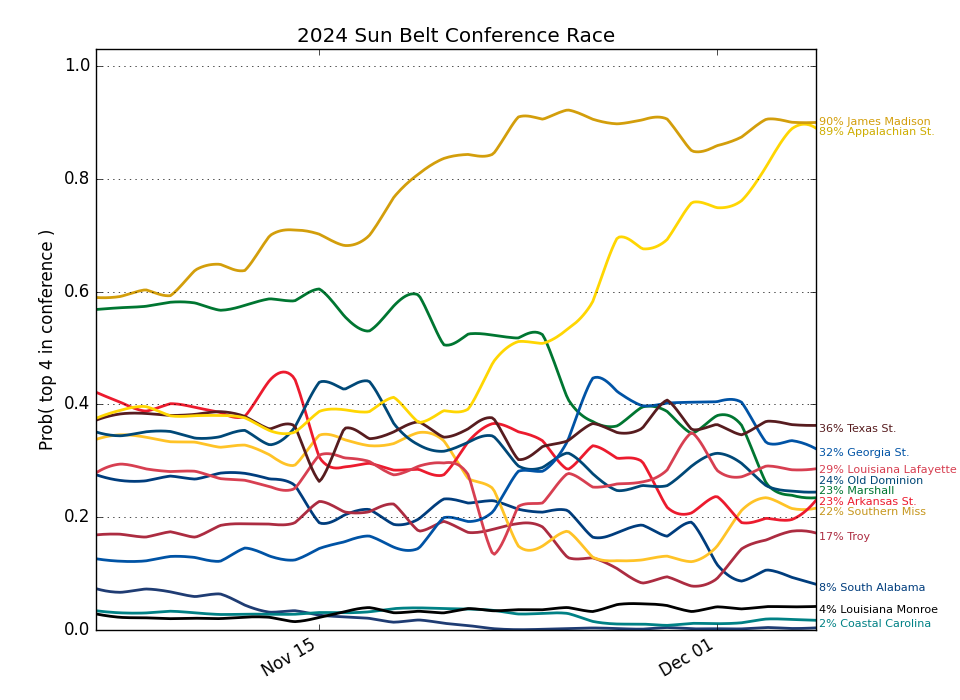 2024 Sun Belt Conference Race
Prob( top 4 in conference )
1.0
0.8
0.6
0.4
0.2
0.0
Nov 15
Dec 01
90% James Madison
89% Appalachian St.
36% Texas St.
32% Georgia St.
29% Louisiana Lafayette
24% Old Dominion
23% Marshall
23% Arkansas St.
22% Southern Miss
17% Troy
8% South Alabama
4% Louisiana Monroe
2% Coastal Carolina